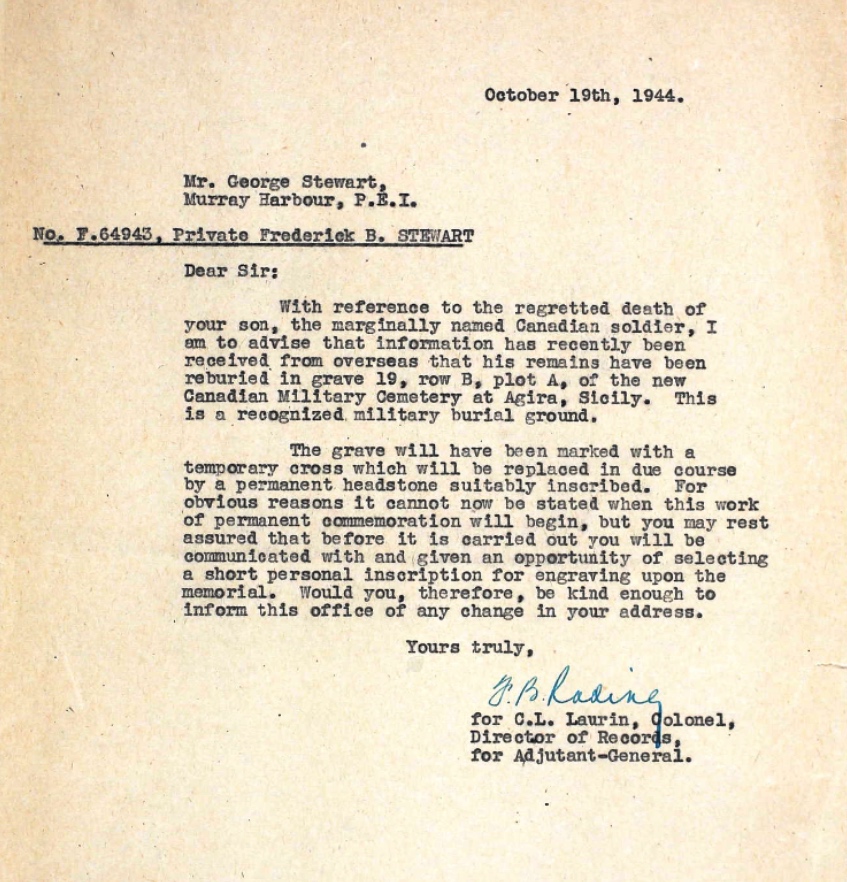 October 19th, 1944.
Mr. George Stewart,
Murray Harbour, P.E.I.
No. F.64943, Private Frederick B. STEWART
Dear Sir:
With reference to the regretted death of
your son, the marginally named Canadian soldier, I
am to advise that information has recently been
received from overseas that his remains have been
reburied in grave 19, row B, plot A, of the new
Canadian Military Cemetery at Agira, Sicily. This
is a recognized military burial ground.
The grave will have been marked with a
temporary cross which will be replaced in due course
by a permanent headstone suitably inscribed. For
obvious reasons it cannot now be stated when this work
of permanent commemoration will begin, but you may rest
assured that before it is carried out you will be
communicated with and given an opportunity of selecting
a short personal inscription for engraving upon the
memorial. Would you, therefore, be kind enough to
inform this office of any change in your address.
Yours truly,
for C.L. Laurin, Colonel,
Director of Records,
for Adjutant-General.